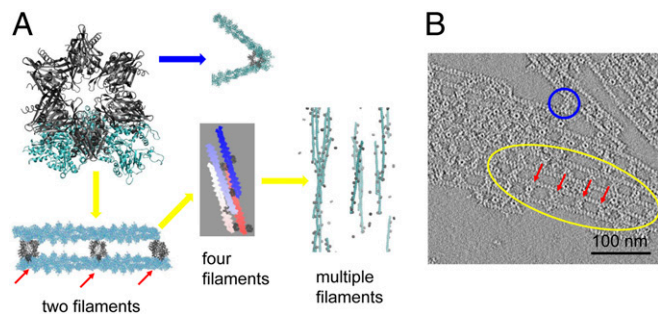 A
B
two filaments
four
filaments
multiple
filaments
100 nm